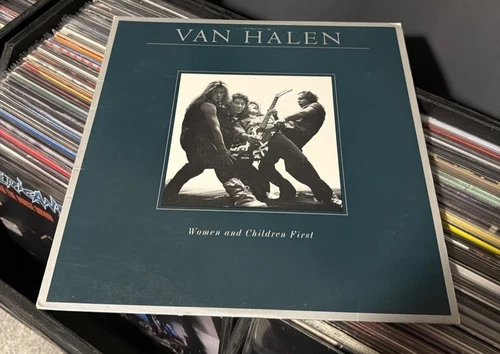 VAN HALEN
Women and Children First